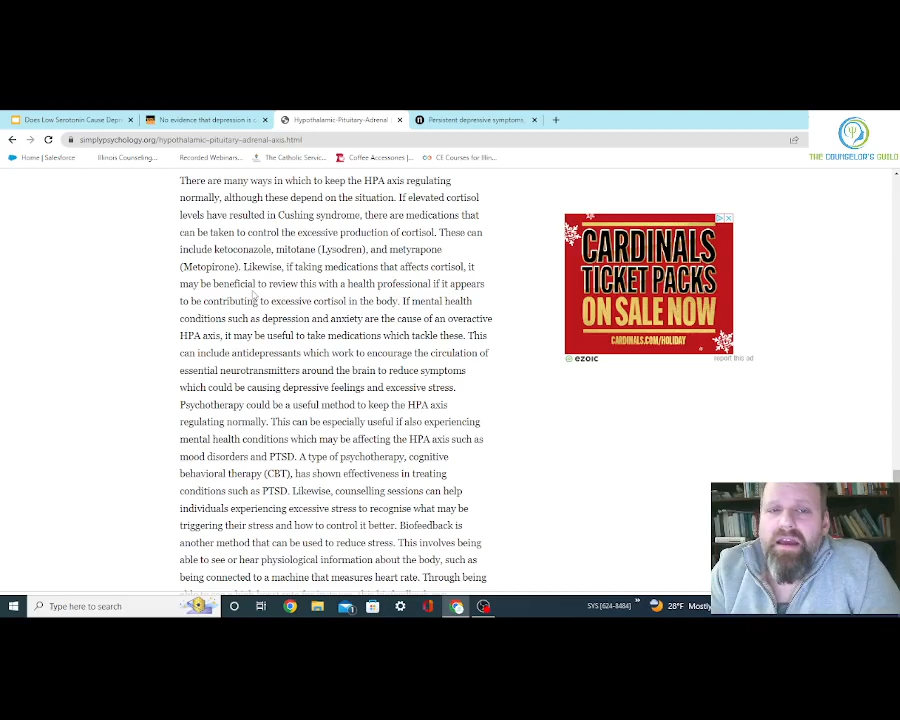 Does Low Serotonin Cause Depr
No evidence that depression is c
Hypothalamic-Pituitary-Adrenal
Persistent depressive symptoms
simplypsychology.org/hypothalamic-pituitary-adrenal-axis.html
Home | Salesforce
Illinois Counseling...
Recorded Webinars...
The Catholic Servic...
Coffee Accessories |...
CE Courses for Illin...
THE COUNSELOR'S GUILD
There are many ways in which to keep the HPA axis regulating
normally, although these depend on the situation. If elevated cortisol
levels have resulted in Cushing syndrome, there are medications that
can be taken to control the excessive production of cortisol. These can
include ketoconazole, mitotane (Lysodren), and metyrapone
(Metopirone). Likewise, if taking medications that affects cortisol, it
may be beneficial to review this with a health professional if it appears
to be contributing to excessive cortisol in the body. If mental health
conditions such as depression and anxiety are the cause of an overactive
HPA axis, it may be useful to take medications which tackle these. This
can include antidepressants which work to encourage the circulation of
essential neurotransmitters around the brain to reduce symptoms
which could be causing depressive feelings and excessive stress.
Psychotherapy could be a useful method to keep the HPA axis
regulating normally. This can be especially useful if also experiencing
mental health conditions which may be affecting the HPA axis such as
mood disorders and PTSD. A type of psychotherapy, cognitive
behavioral therapy (CBT), has shown effectiveness in treating
conditions such as PTSD. Likewise, counselling sessions can help
individuals experiencing excessive stress to recognise what may be
triggering their stress and how to control it better. Biofeedback is
another method that can be used to reduce stress. This involves being
able to see or hear physiological information about the body, such as
being connected to a machine that measures heart rate. Through being
CARDINALS
TICKET PACKS
ON SALE NOW
CARDINALS.COM/HOLIDAY
ezoic
report this ad
Type here to search
SYS [624-8484]
28°F Mostly